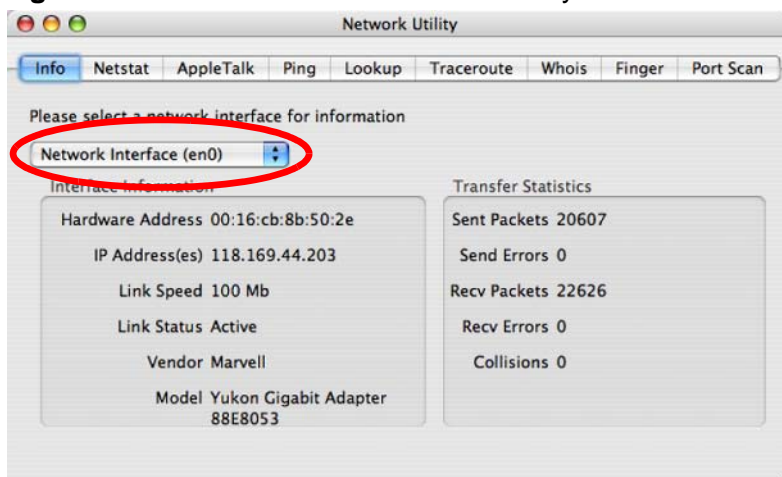 Network Utility
Info Netstat AppleTalk Ping Lookup Traceroute Whois Finger Port Scan
Please select a network interface for information
Network Interface (en0)
Interface Information
Hardware Address 00:16:cb:8b:50:2e
IP Address(es) 118.169.44.203
Link Speed 100 Mb
Link Status Active
Vendor Marvell
Model Yukon Gigabit Adapter
88E8053
Transfer Statistics
Sent Packets 20607
Send Errors 0
Recv Packets 22626
Recv Errors 0
Collisions 0